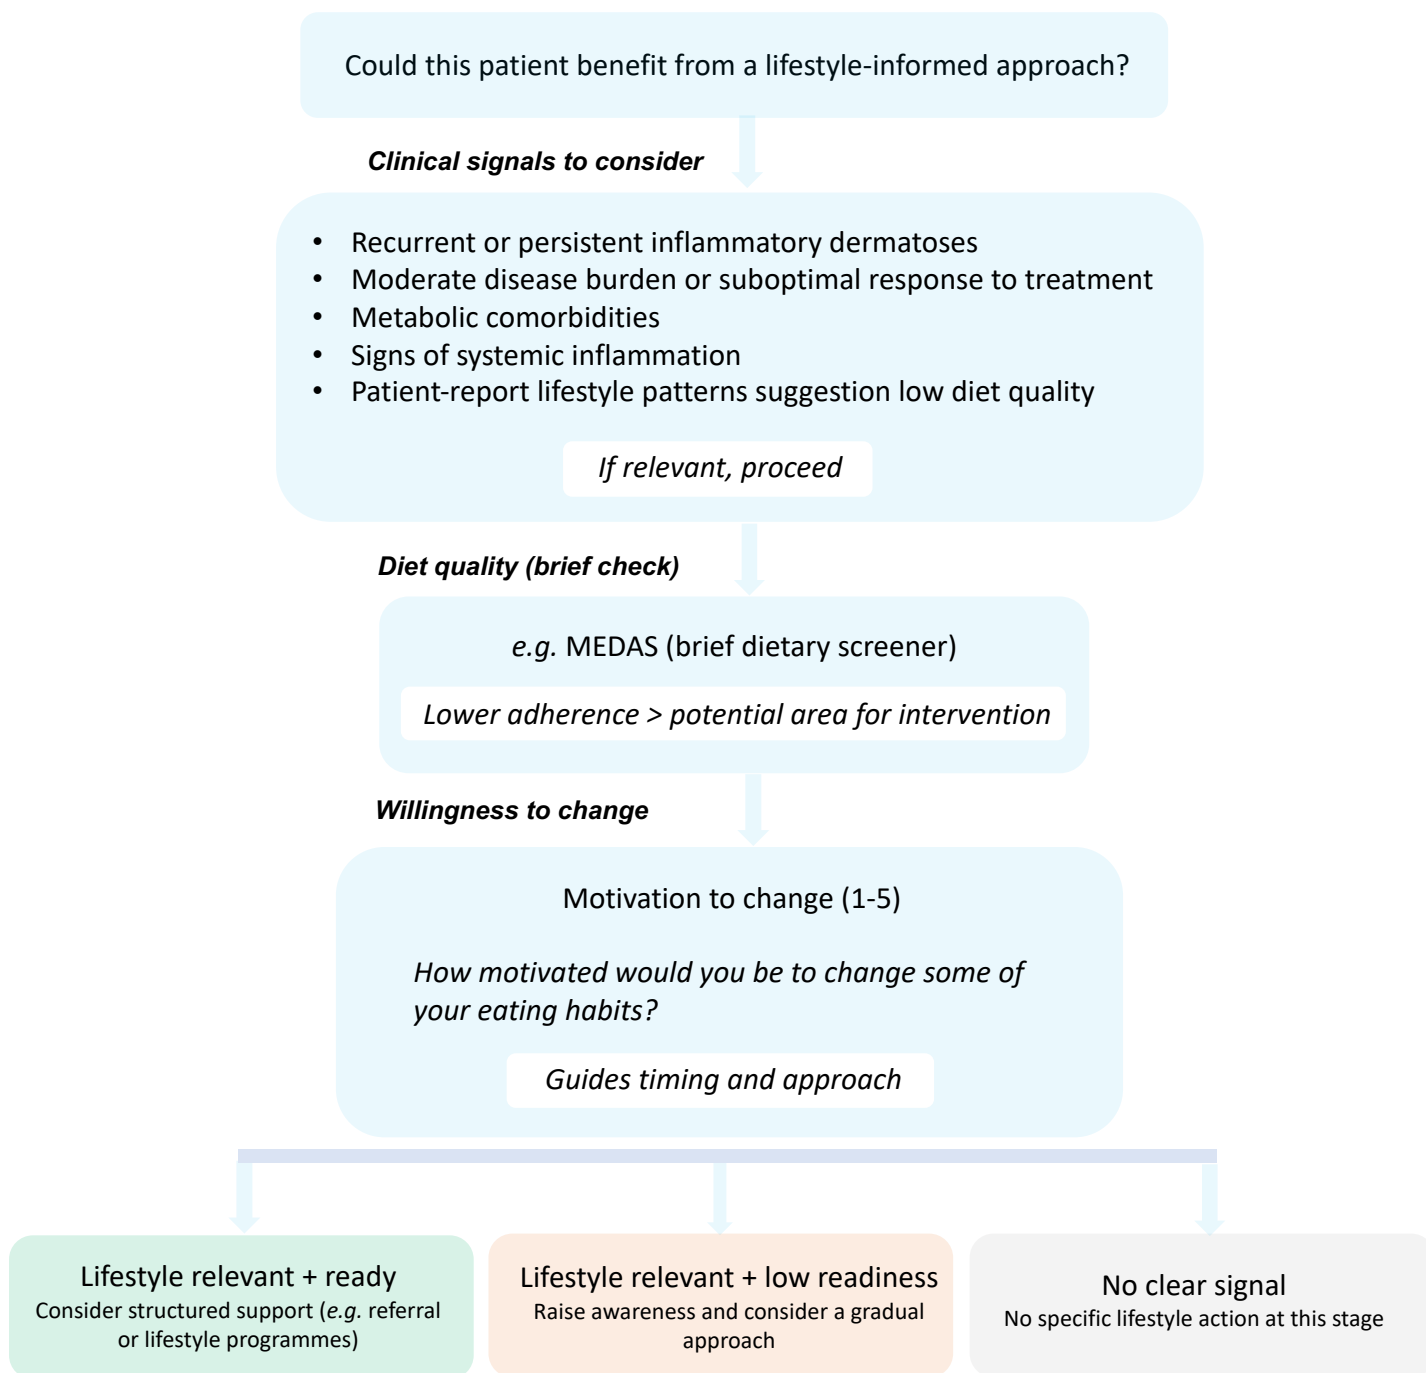 Could this patient benefit from a lifestyle-informed approach?
Clinical signals to consider
• Recurrent or persistent inflammatory dermatoses
• Moderate disease burden or suboptimal response to treatment
• Metabolic comorbidities
• Signs of systemic inflammation
• Patient-report lifestyle patterns suggestion low diet quality
If relevant, proceed
Diet quality (brief check)
e.g. MEDAS (brief dietary screener)
Lower adherence > potential area for intervention
Willingness to change
Motivation to change (1-5)
How motivated would you be to change some of
your eating habits?
Guides timing and approach
Lifestyle relevant + ready
Consider structured support (e.g. referral
or lifestyle programmes)
Lifestyle relevant + low readiness
Raise awareness and consider a gradual
approach
No clear signal
No specific lifestyle action at this stage